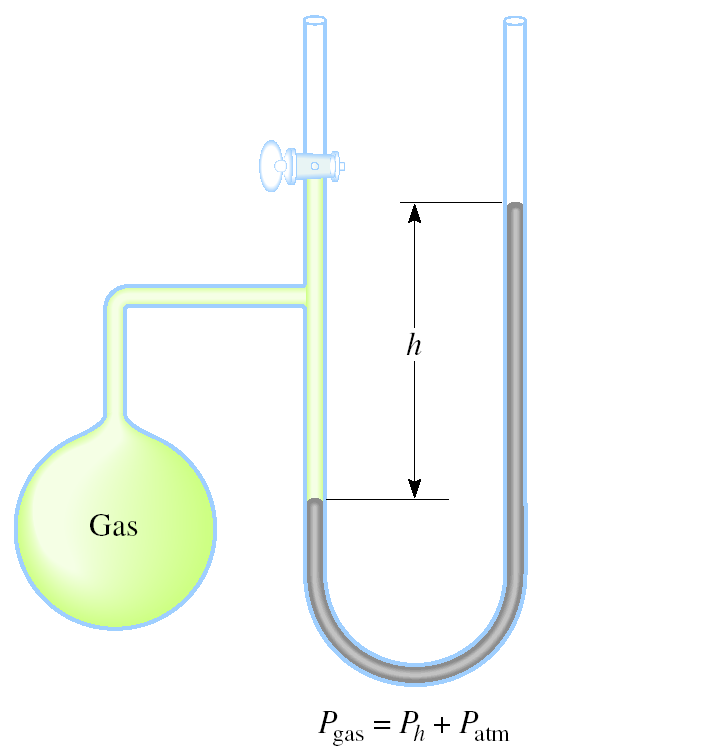 h
Gas
P_gas = P_h + P_atm